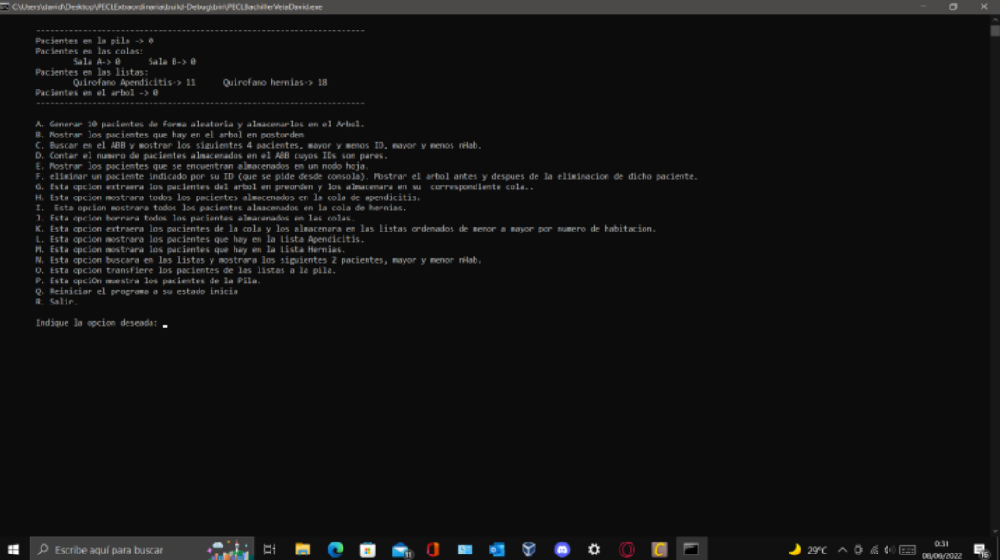 C:\Users\david\Desktop\PECLExtraordinaria\build-Debug\bin\PECLBachillerVelaDavid.exe
----------------------------------------------------------------------
Pacientes en la pila -> 0
Pacientes en las colas:
Sala A-> 0 Sala B-> 0
Pacientes en las listas:
Quirofano Apendicitis-> 11 Quirofano hernias-> 18
Pacientes en el arbol -> 0
----------------------------------------------------------------------
A. Generar 10 pacientes de forma aleatoria y almacenarlos en el Arbol.
B. Mostrar los pacientes que hay en el arbol en postorden
C. Buscar en el ABB y mostrar los siguientes 4 pacientes, mayor y menos ID, mayor y menos nHab.
D. Contar el numero de pacientes almacenados en el ABB cuyos IDs son pares.
E. Mostrar los pacientes que se encuentran almacenados en un nodo hoja.
F. eliminar un paciente indicado por su ID (que se pide desde consola). Mostrar el arbol antes y despues de la eliminacion de dicho paciente.
G. Esta opcion extraera los pacientes del arbol en preorden y los almacenara en su correspondiente cola..
H. Esta opcion mostrara todos los pacientes almacenados en la cola de apendicitis.
I. Esta opcion mostrara todos los pacientes almacenados en la cola de hernias.
J. Esta opcion borrara todos los pacientes almacenados en las colas.
K. Esta opcion extraera los pacientes de la cola y los almacenara en las listas ordenados de menor a mayor por numero de habitacion.
L. Esta opcion mostrara los pacientes que hay en la Lista Apendicitis.
M. Esta opcion mostrara los pacientes que hay en la Lista Hernias.
N. Esta opcion buscara en las listas y mostrara los siguientes 2 pacientes, mayor y menor nHab.
O. Esta opcion transfiere los pacientes de las listas a la pila.
P. Esta opciOn muestra los pacientes de la Pila.
Q. Reiniciar el programa a su estado inicia
R. Salir.
Indique la opcion deseada:
Escribe aquí para buscar
11
29°C
0:31
08/06/2022
16